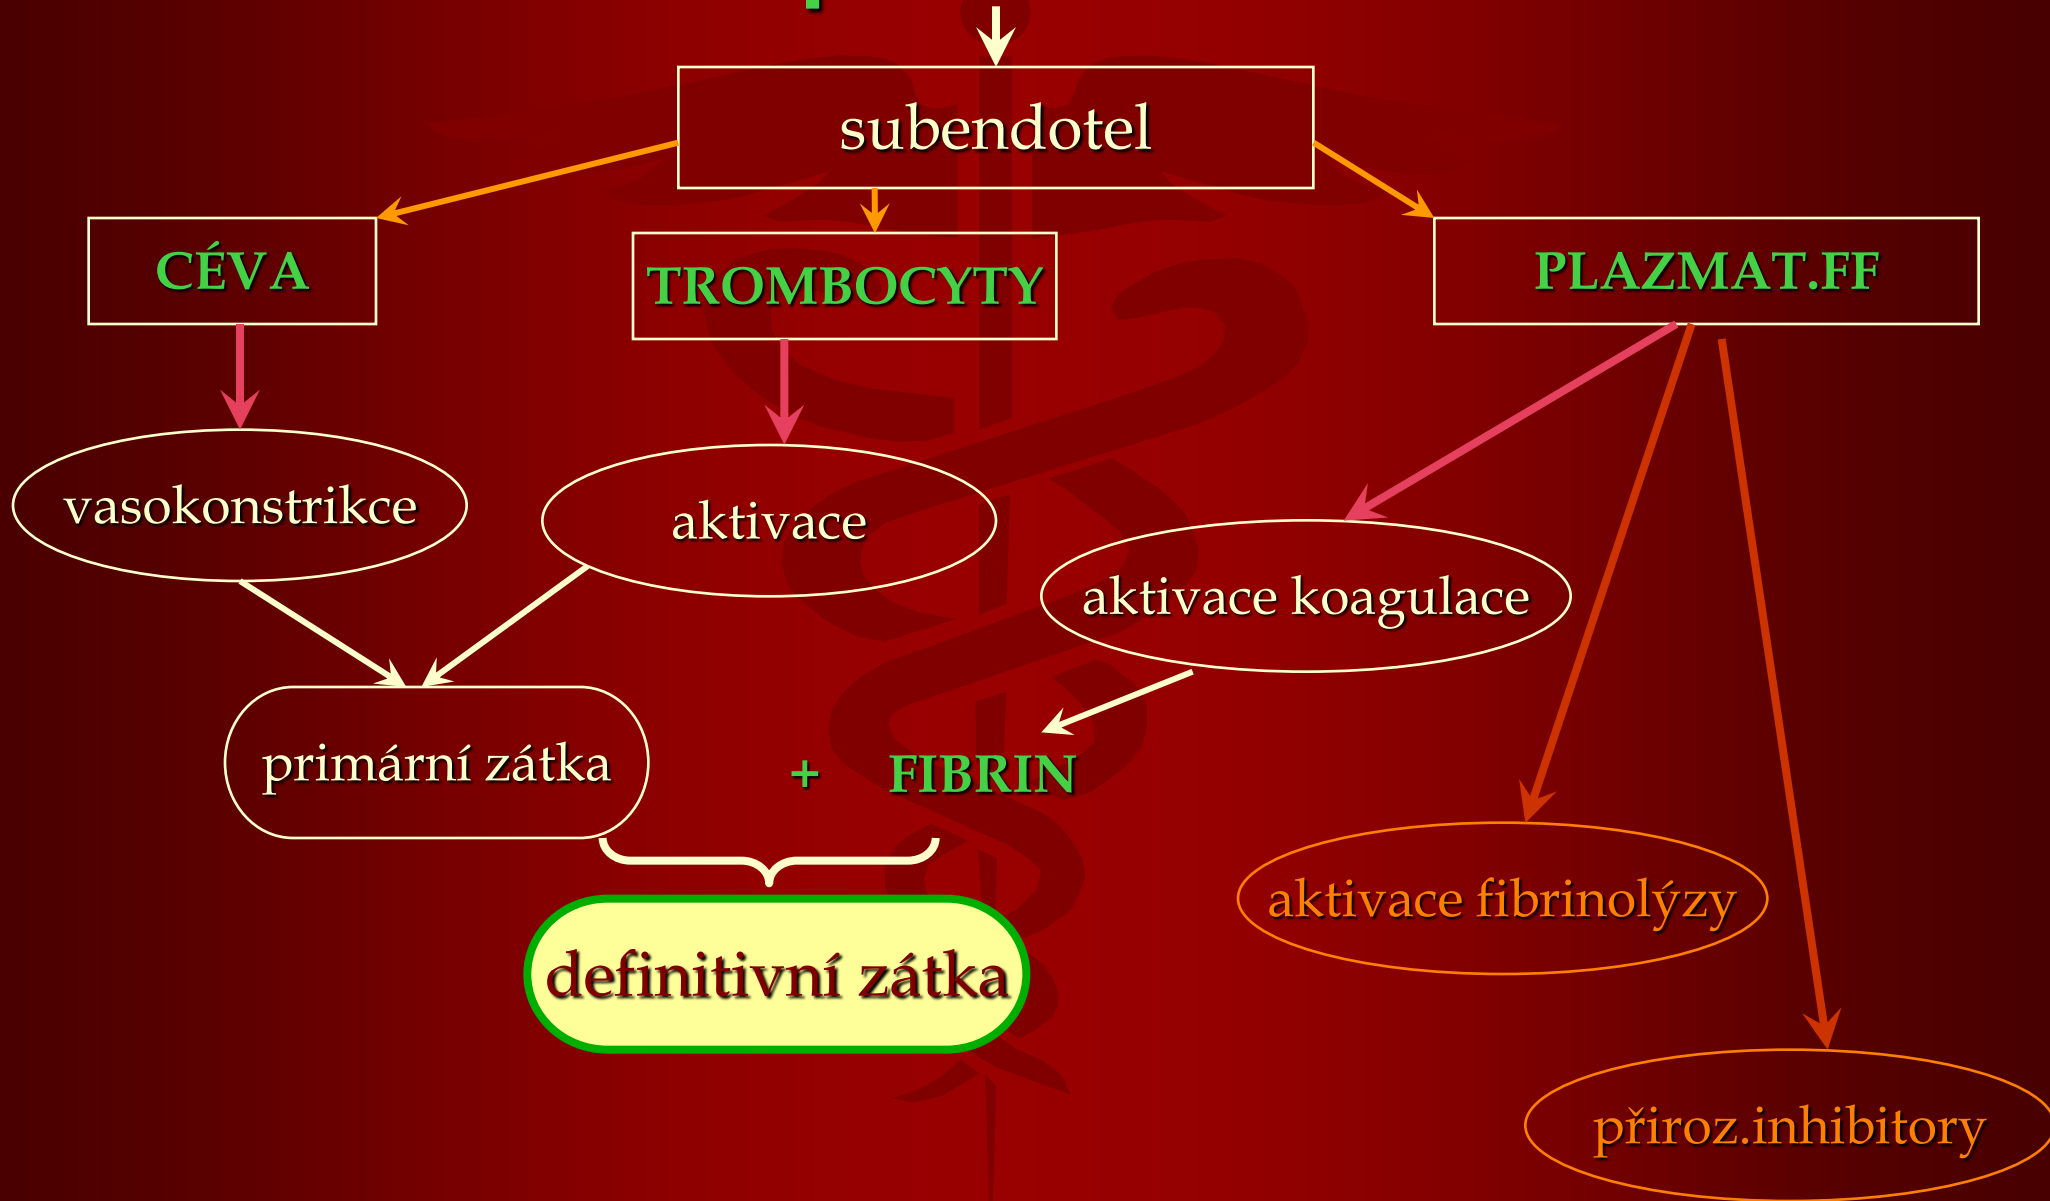 subendotel
CÉVA
TROMBOCYTY
PLAZMAT.FF
vasokonstrikce
aktivace
aktivace koagulace
primární zátka
+ FIBRIN
aktivace fibrinolýzy
definitivní zátka
přiroz.inhibitory